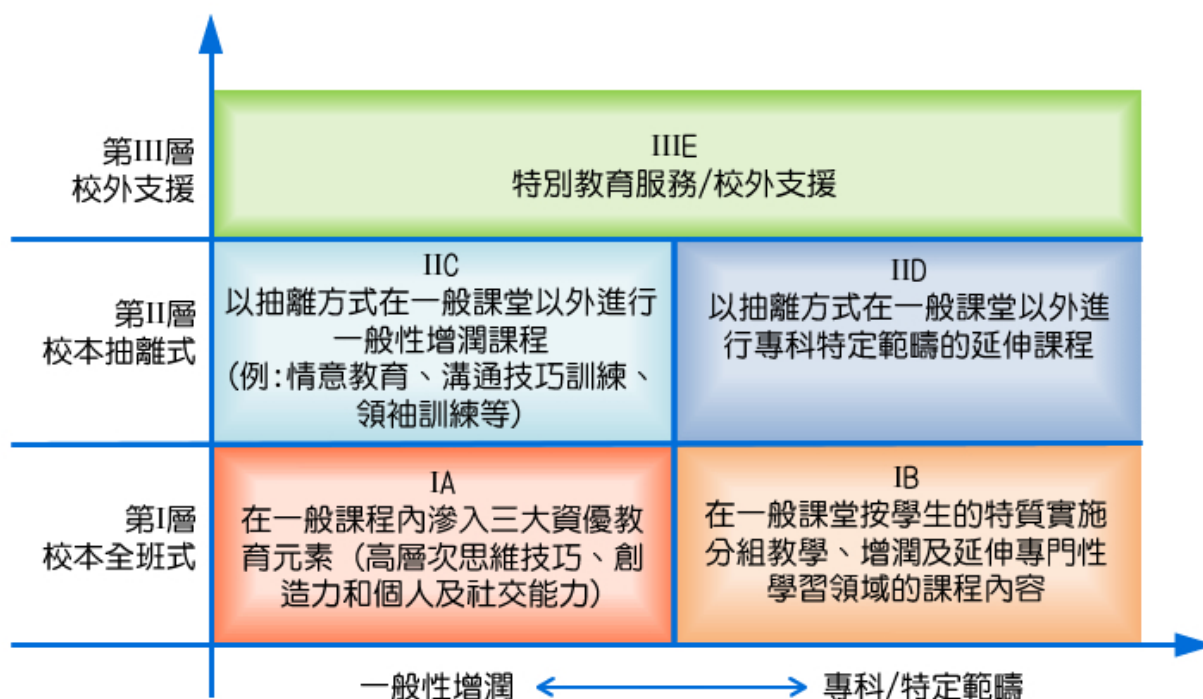 第III層
校外支援
IIIE
特別教育服務/校外支援
第II層
校本抽離式
IIC
以抽離方式在一般課堂以外進行
一般性增潤課程
(例:情意教育、溝通技巧訓練、
領袖訓練等)
IID
以抽離方式在一般課堂以外進
行專科特定範疇的延伸課程
第I層
校本全班式
IA
在一般課程內滲入三大資優教
育元素 (高層次思維技巧、創
造力和個人及社交能力)
IB
在一般課堂按學生的特質實施
分組教學、增潤及延伸專門性
學習領域的課程內容
一般性增潤
專科/特定範疇